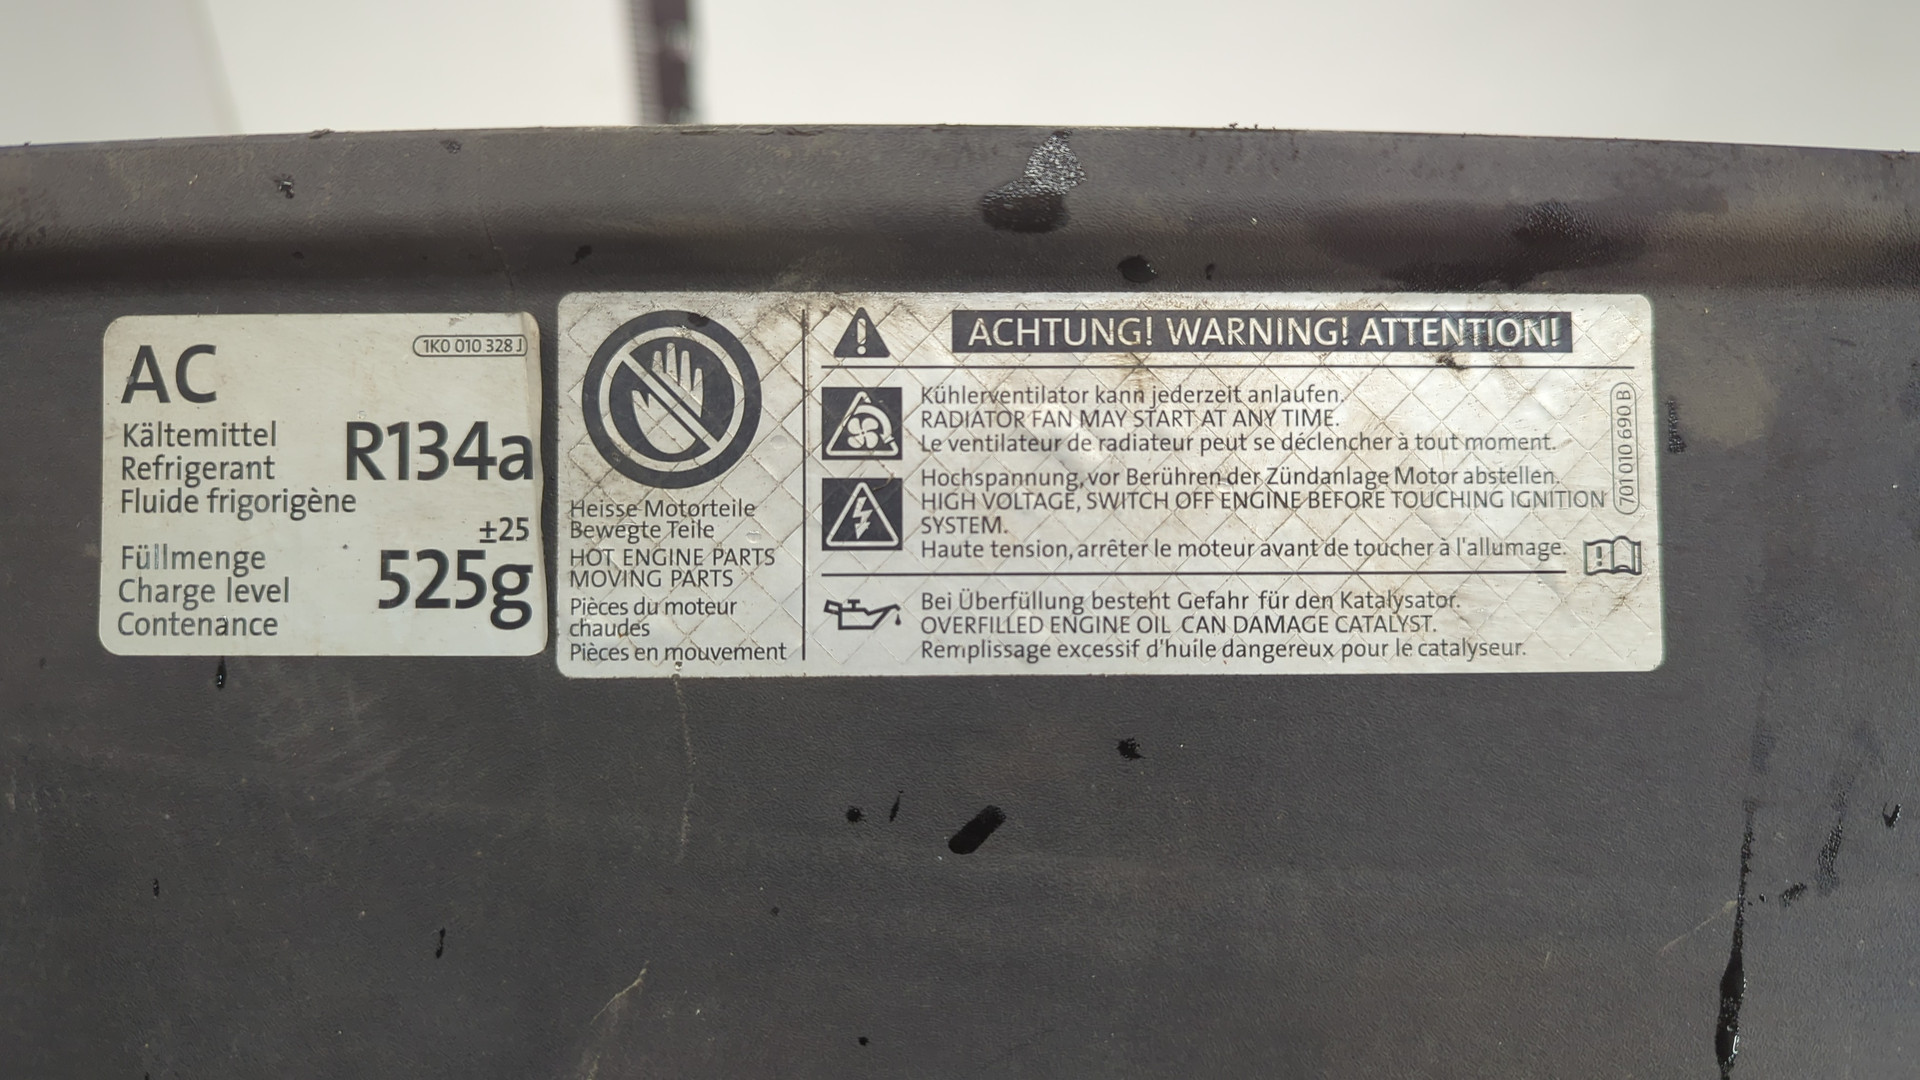 AC
1K0 010 328 J
Kältemittel
Refrigerant
Fluide frigorigène
R134a
±25
Füllmenge
Charge level
Contenance
525g
Heisse Motorteile
Bewegte Teile
HOT ENGINE PARTS
MOVING PARTS
Pièces du moteur
chaudes
Pièces en mouvement
ACHTUNG! WARNING! ATTENTION!
Kühlerventilator kann jederzeit anlaufen.
RADIATOR FAN MAY START AT ANY TIME.
Le ventilateur de radiateur peut se déclencher à tout moment.
Hochspannung, vor Berühren der Zündanlage Motor abstellen.
HIGH VOLTAGE, SWITCH OFF ENGINE BEFORE TOUCHING IGNITION
SYSTEM.
Haute tension, arrêter le moteur avant de toucher à l'allumage.
Bei Überfüllung besteht Gefahr für den Katalysator.
OVERFILLED ENGINE OIL CAN DAMAGE CATALYST.
Remplissage excessif d'huile dangereux pour le catalyseur.
701 010 690 B